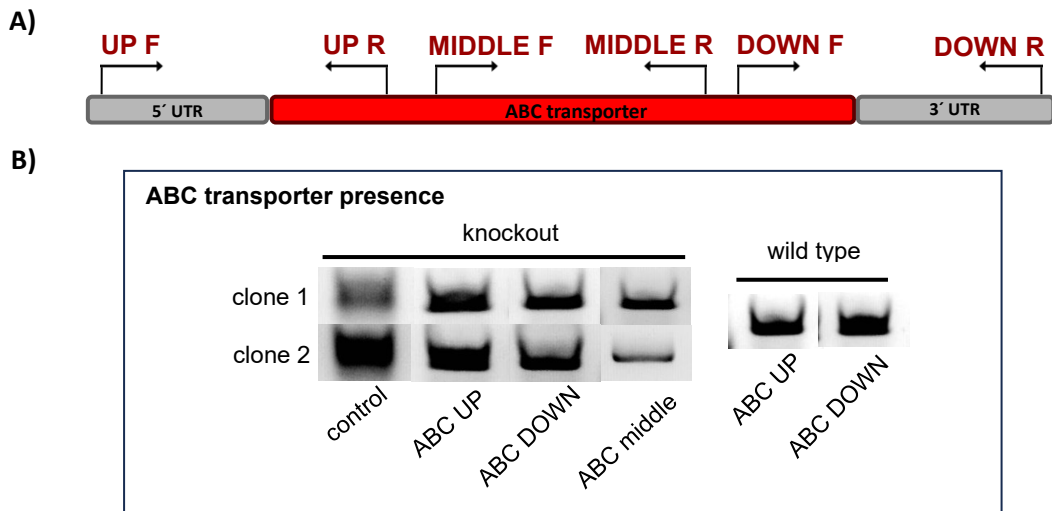 A)
UP F
UP R
MIDDLE F
MIDDLE R
DOWN F
DOWN R
5´ UTR
ABC transporter
3´ UTR
B)
ABC transporter presence
knockout
wild type
clone 1
clone 2
control
ABC UP
ABC DOWN
ABC middle
ABC UP
ABC DOWN